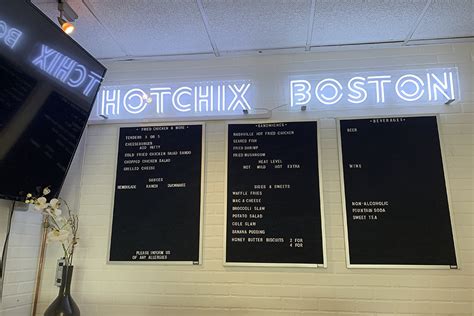 HOTCHIX BOSTON
HOTCHIX BO
FRIED CHICKEN & MORE
TENDERS 3 OR 5
CHEESEBURGER
ADD PATTY
COLD FRIED CHICKEN SALAD SANDO
CHOPPED CHICKEN SALAD
GRILLED CHEESE
SAUCES
REMOULADE RANCH DUKENAISE
PLEASE INFORM US
OF ANY ALLERGIES
SANDWICHES
NASHVILLE HOT FRIED CHICKEN
SEARED FISH
FRIED SHRIMP
FRIED MUSHROOM
HEAT LEVEL
NOT MILD HOT EXTRA
SIDES & SWEETS
WAFFLE FRIES
MAC & CHEESE
BROCCOLI SLAW
POTATO SALAD
COLE SLAW
BANANA PUDDING
HONEY BUTTER BISCUITS 2 FOR
4 FOR
BEVERAGES
BEER
WINE
NON-ALCOHOLIC
FOUNTAIN SODA
SWEET TEA